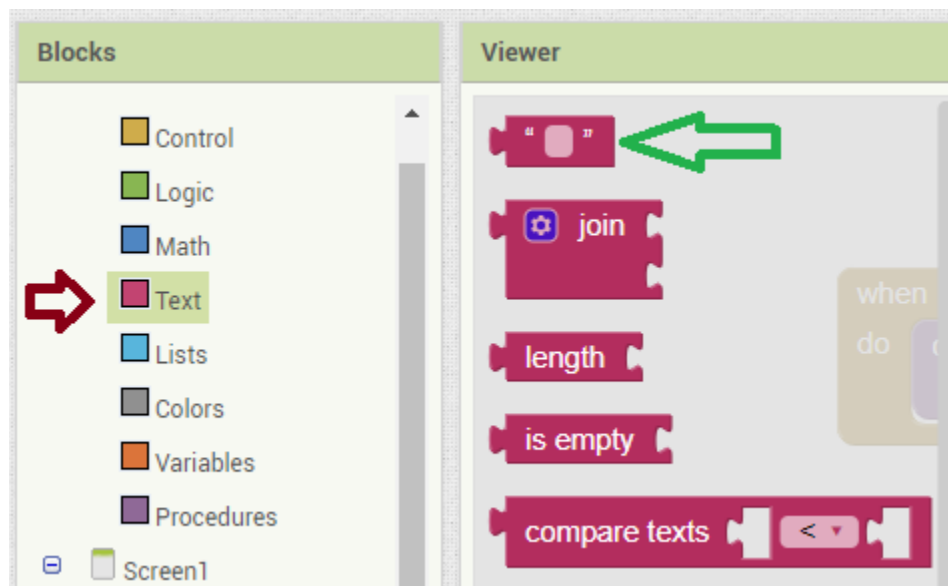 Blocks
Control
Logic
Math
Text
Lists
Colors
Variables
Procedures
Screen1
Viewer
“ ”
join
length
is empty
compare texts <
when
do